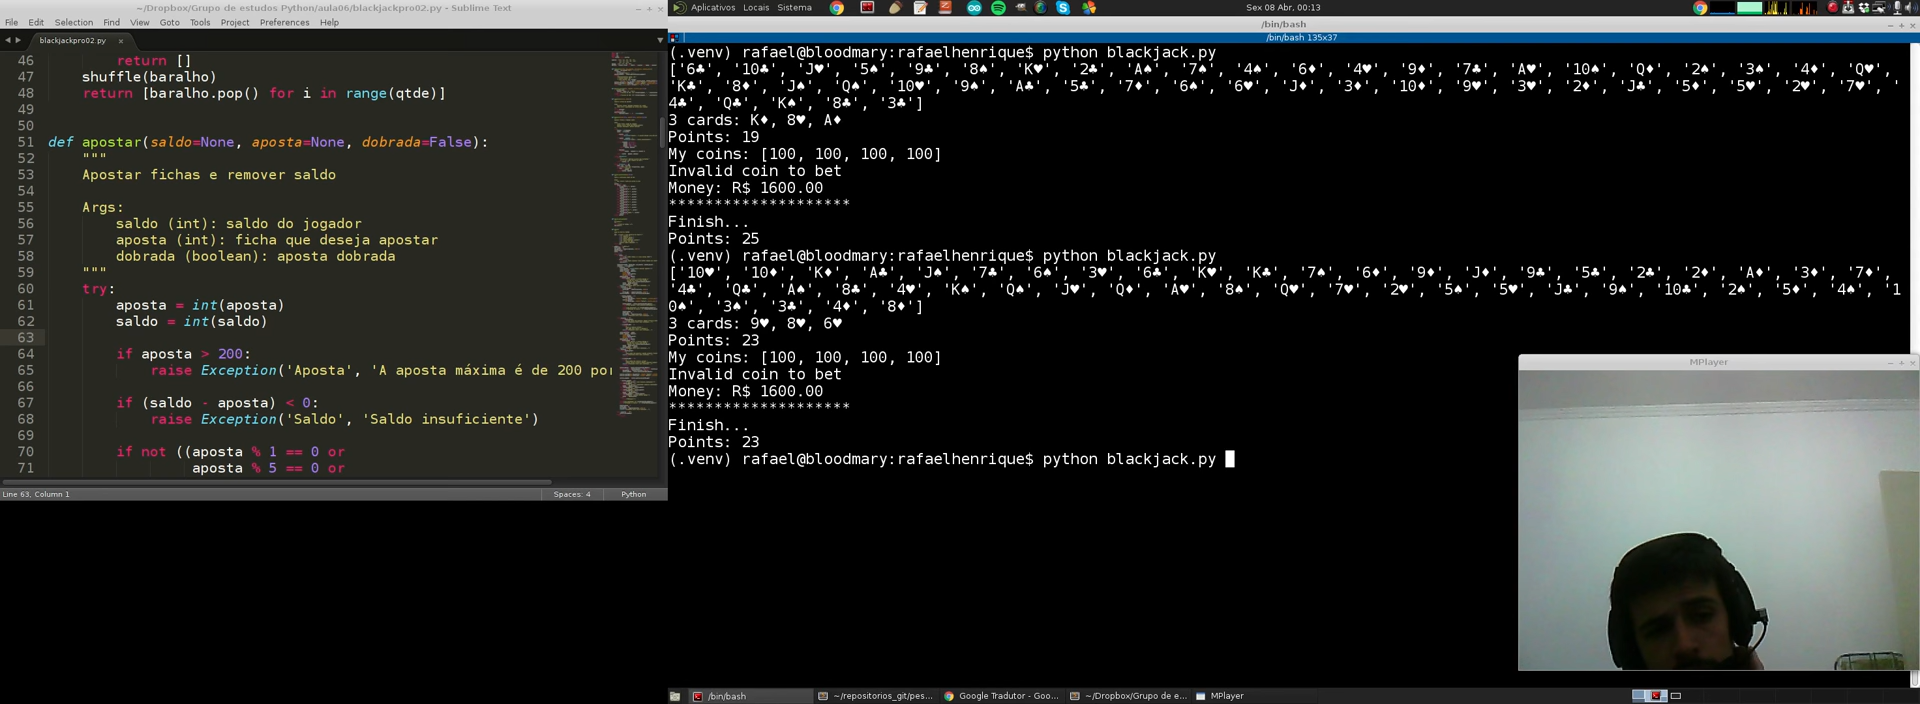 ~/Dropbox/Grupo de estudos Python/aula06/blackjackpro02.py - Sublime Text
File Edit Selection Find View Goto Tools Project Preferences Help
blackjackpro02.py ×
46 return []
47 shuffle(baralho)
48 return [baralho.pop() for i in range(qtde)]
49
50
51 def apostar(saldo=None, aposta=None, dobrada=False):
52 """
53 Apostar fichas e remover saldo
54
55 Args:
56 saldo (int): saldo do jogador
57 aposta (int): ficha que deseja apostar
58 dobrada (boolean): aposta dobrada
59 """
60 try:
61 aposta = int(aposta)
62 saldo = int(saldo)
63
64 if aposta > 200:
65 raise Exception('Aposta', 'A aposta máxima é de 200 por
66
67 if (saldo - aposta) < 0:
68 raise Exception('Saldo', 'Saldo insuficiente')
69
70 if not ((aposta % 1 == 0 or
71 aposta % 5 == 0 or
Line 63, Column 1 Spaces: 4 Python
Aplicativos Locais Sistema Sex 08 Abr, 00:13
/bin/bash
/bin/bash 135x37
(.venv) rafael@bloodmary:rafaelhenrique$ python blackjack.py
['6♣', '10♣', 'J♥', '5♠', '9♣', '8♠', 'K♥', '2♣', 'A♠', '7♠', '4♠', '6♦', '4♥', '9♦', '7♣', 'A♥', '10♠', 'Q♦', '2♠', '3♠', '4♦', 'Q♥',
'K♣', '8♦', 'J♠', 'Q♠', '10♥', '9♠', 'A♣', '5♣', '7♦', '6♠', '6♥', 'J♦', '3♦', '10♦', '9♥', '3♥', '2♦', 'J♣', '5♦', '5♥', '2♥', '7♥', '
4♣', 'Q♣', 'K♠', '8♣', '3♣']
3 cards: K♦, 8♥, A♦
Points: 19
My coins: [100, 100, 100, 100]
Invalid coin to bet
Money: R$ 1600.00
********************
Finish...
Points: 25
(.venv) rafael@bloodmary:rafaelhenrique$ python blackjack.py
['10♥', '10♦', 'K♦', 'A♣', 'J♠', '7♣', '6♠', '3♥', '6♣', 'K♥', 'K♣', '7♠', '6♦', '9♦', 'J♦', '9♣', '5♣', '2♣', '2♦', 'A♦', '3♦', '7♦',
'4♣', 'Q♣', 'A♠', '8♣', '4♥', 'K♠', 'Q♠', 'J♥', 'Q♦', 'A♥', '8♠', 'Q♥', '7♥', '2♥', '5♠', '5♥', 'J♣', '9♠', '10♣', '2♠', '5♦', '4♠', '1
0♠', '3♠', '3♣', '4♦', '8♦']
3 cards: 9♥, 8♥, 6♥
Points: 23
My coins: [100, 100, 100, 100]
Invalid coin to bet
Money: R$ 1600.00
********************
Finish...
Points: 23
(.venv) rafael@bloodmary:rafaelhenrique$ python blackjack.py
MPlayer
/bin/bash ~/repositorios_git/pes... Google Tradutor - Goo... ~/Dropbox/Grupo de e... MPlayer